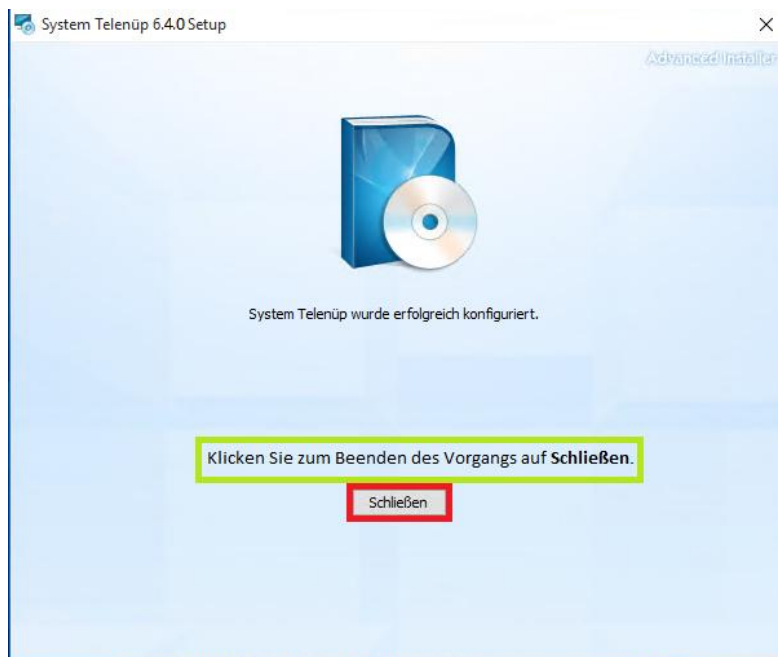 System Telenüp 6.4.0 Setup
Advanced Installer
System Telenüp wurde erfolgreich konfiguriert.
Klicken Sie zum Beenden des Vorgangs auf Schließen.
Schließen